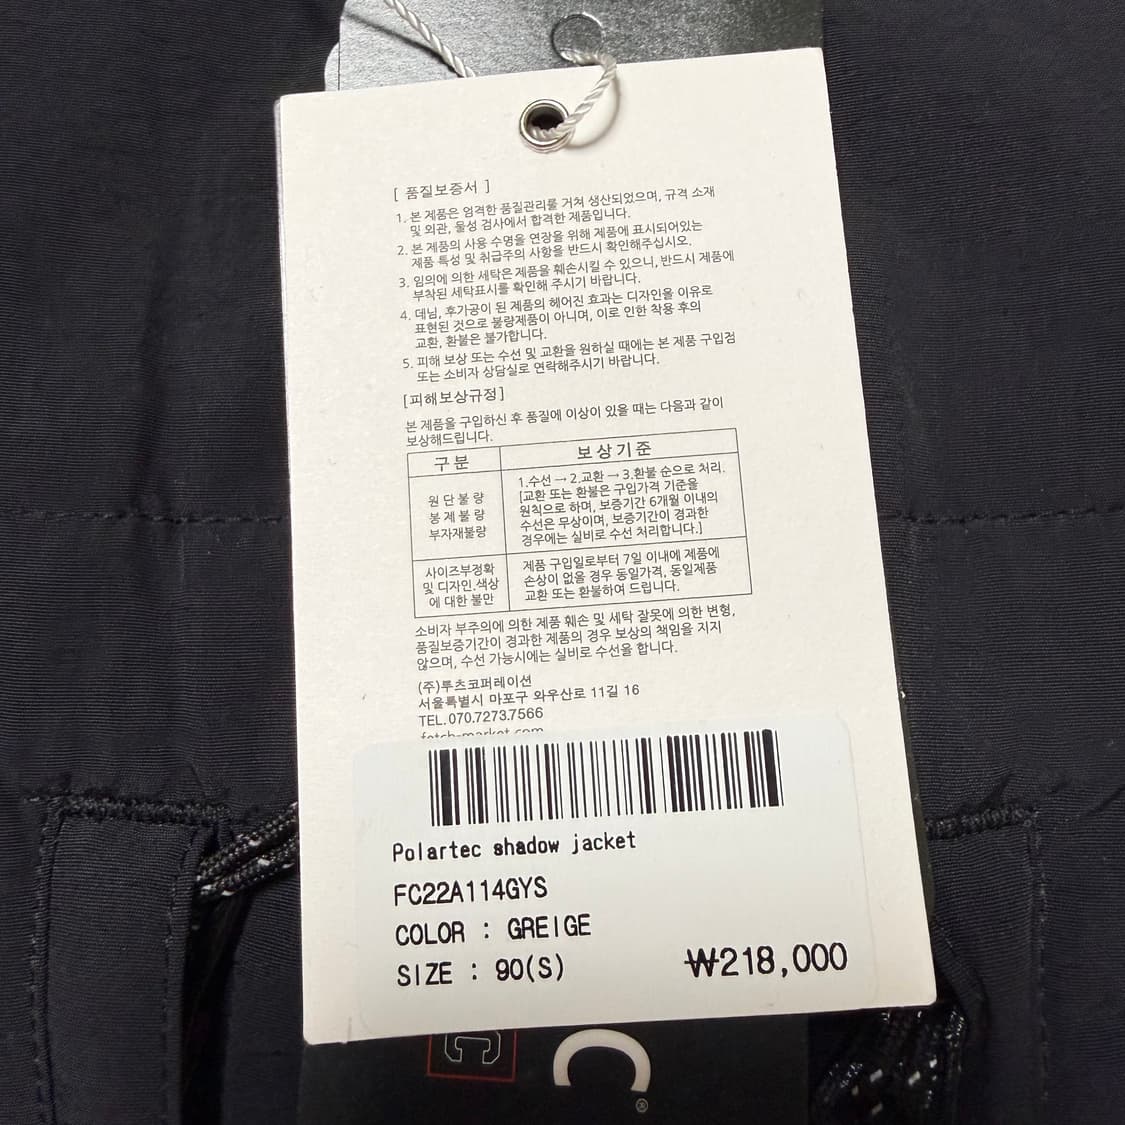 [ 품질보증서 ]
1. 본 제품은 엄격한 품질관리를 거쳐 생산되었으며, 규격 소재
및 외관, 물성 검사에서 합격한 제품입니다.
2. 본 제품의 사용 수명을 연장을 위해 제품에 표시되어있는
제품 특성 및 취급주의 사항을 반드시 확인해주십시오.
3. 임의에 의한 세탁은 제품을 훼손시킬 수 있으니, 반드시 제품에
부착된 세탁표시를 확인해 주시기 바랍니다.
4. 데님, 후가공이 된 제품의 헤어진 효과는 디자인을 이유로
표현된 것으로 불량제품이 아니며, 이로 인한 착용 후의
교환, 환불은 불가합니다.
5. 피해 보상 또는 수선 및 교환을 원하실 때에는 본 제품 구입점
또는 소비자 상담실로 연락해주시기 바랍니다.
[피해보상규정]
본 제품을 구입하신 후 품질에 이상이 있을 때는 다음과 같이
보상해드립니다.
구 분 보 상 기 준
원 단 불 량
봉 제 불 량
부자재불량
1.수선 → 2.교환 → 3.환불 순으로 처리.
[교환 또는 환불은 구입가격 기준을
원칙으로 하며, 보증기간 6개월 이내의
수선은 무상이며, 보증기간이 경과한
경우에는 실비로 수선 처리합니다.]
사이즈부정확
및 디자인.색상
에 대한 불만
제품 구입일로부터 7일 이내에 제품에
손상이 없을 경우 동일가격, 동일제품
교환 또는 환불하여 드립니다.
소비자 부주의에 의한 제품 훼손 및 세탁 잘못에 의한 변형,
품질보증기간이 경과한 제품의 경우 보상의 책임을 지지
않으며, 수선 가능시에는 실비로 수선을 합니다.
(주)루츠코퍼레이션
서울특별시 마포구 와우산로 11길 16
TEL. 070.7273.7566
fetch-market.com
Polartec shadow jacket
FC22A114GYS
COLOR : GREIGE
SIZE : 90(S) ₩218,000
C C ®